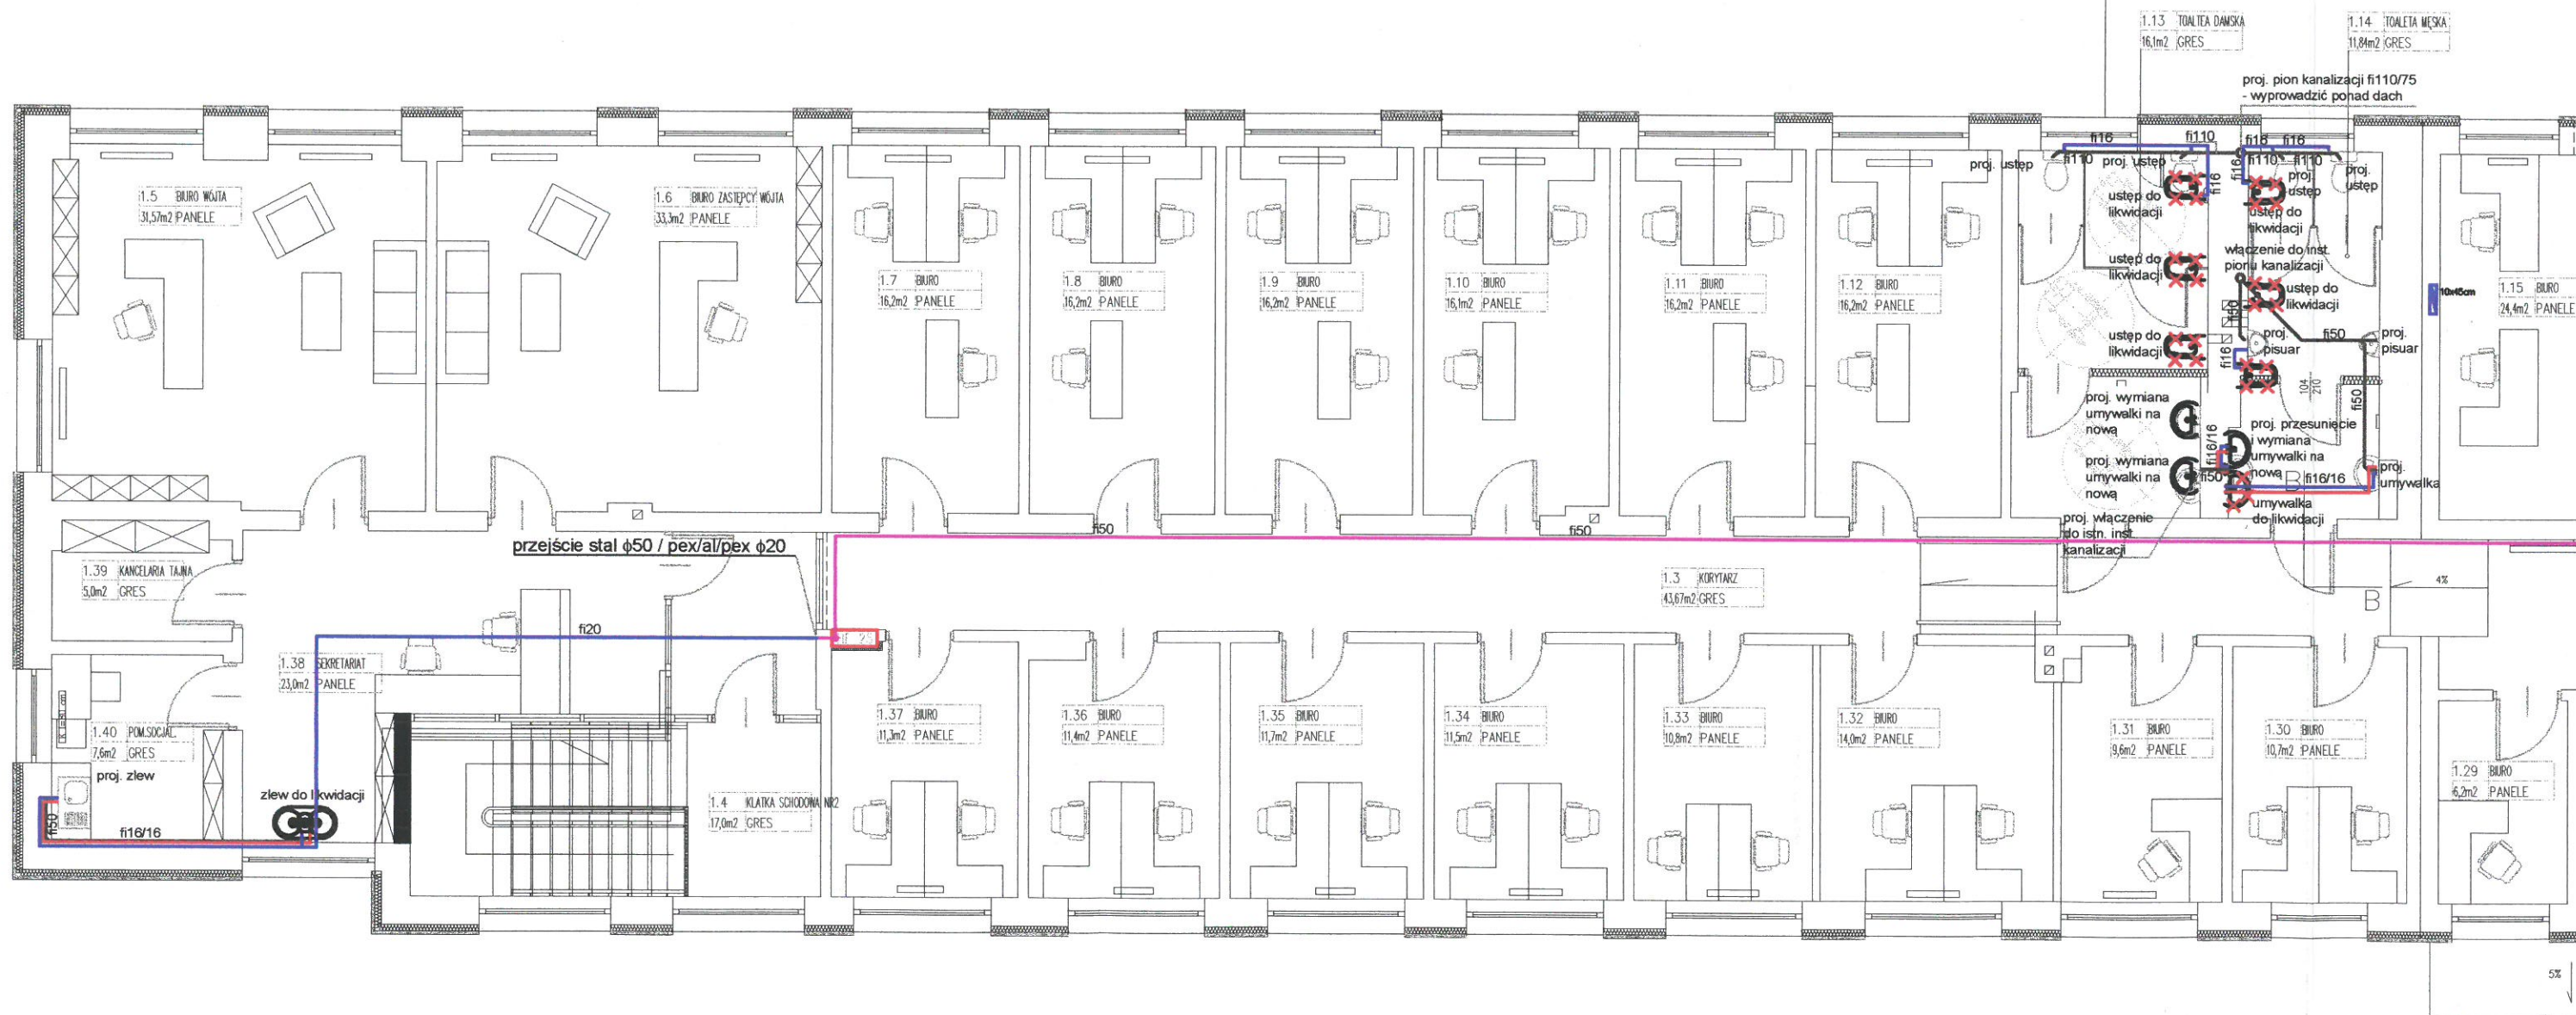 1.13 TOALTEA DAMSKA
16,1m2 GRES
1.14 TOALETA MĘSKA
11,84m2 GRES
proj. pion kanalizacji fi110/75
- wyprowadzić ponad dach
1.5 BIURO WÓJTA
31,57m2 PANELE
1.6 BIURO ZASTĘPCY WÓJTA
33,3m2 PANELE
1.7 BIURO
16,2m2 PANELE
1.8 BIURO
16,2m2 PANELE
1.9 BIURO
16,2m2 PANELE
1.10 BIURO
16,1m2 PANELE
1.11 BIURO
16,2m2 PANELE
1.12 BIURO
16,2m2 PANELE
fi16
fi110
fi16
fi16
proj. ustęp
fi110
proj. ustęp
fi16
fi16
fi110
fi110
proj.
ustęp
proj.
ustęp
ustęp do
likwidacji
ustęp do
likwidacji
włączenie do inst.
pionu kanalizacji
ustęp do
likwidacji
ustęp do
likwidacji
fi50
10x45cm
1.15 BIURO
24,4m2 PANELE
ustęp do
likwidacji
fi16
proj.
pisuar
fi50
proj.
pisuar
104
210
fi50
proj. wymiana
umywalki na
nową
proj. wymiana
umywalki na
nową
fi16/16
fi50
proj. przesunięcie
i wymiana
umywalki na
nową
B
fi16/16
proj.
umywalka
umywalka
do likwidacji
proj. włączenie
do istn. inst.
kanalizacji
fi50
fi50
przejście stal ϕ50 / pex/al/pex ϕ20
1.39 KANCELARIA TAJNA
5,0m2 GRES
1.3 KORYTARZ
43,67m2 GRES
4%
B
fi20
H 25
1.38 SEKRETARIAT
23,0m2 PANELE
1.40 POM.SOCJAL.
7,6m2 GRES
proj. zlew
zlew do likwidacji
fi50
fi16/16
1.4 KLATKA SCHODOWA NR2
17,0m2 GRES
1.37 BIURO
11,3m2 PANELE
1.36 BIURO
11,4m2 PANELE
1.35 BIURO
11,7m2 PANELE
1.34 BIURO
11,5m2 PANELE
1.33 BIURO
10,8m2 PANELE
1.32 BIURO
14,0m2 PANELE
1.31 BIURO
9,6m2 PANELE
1.30 BIURO
10,7m2 PANELE
1.29 BIURO
6,2m2 PANELE
5%